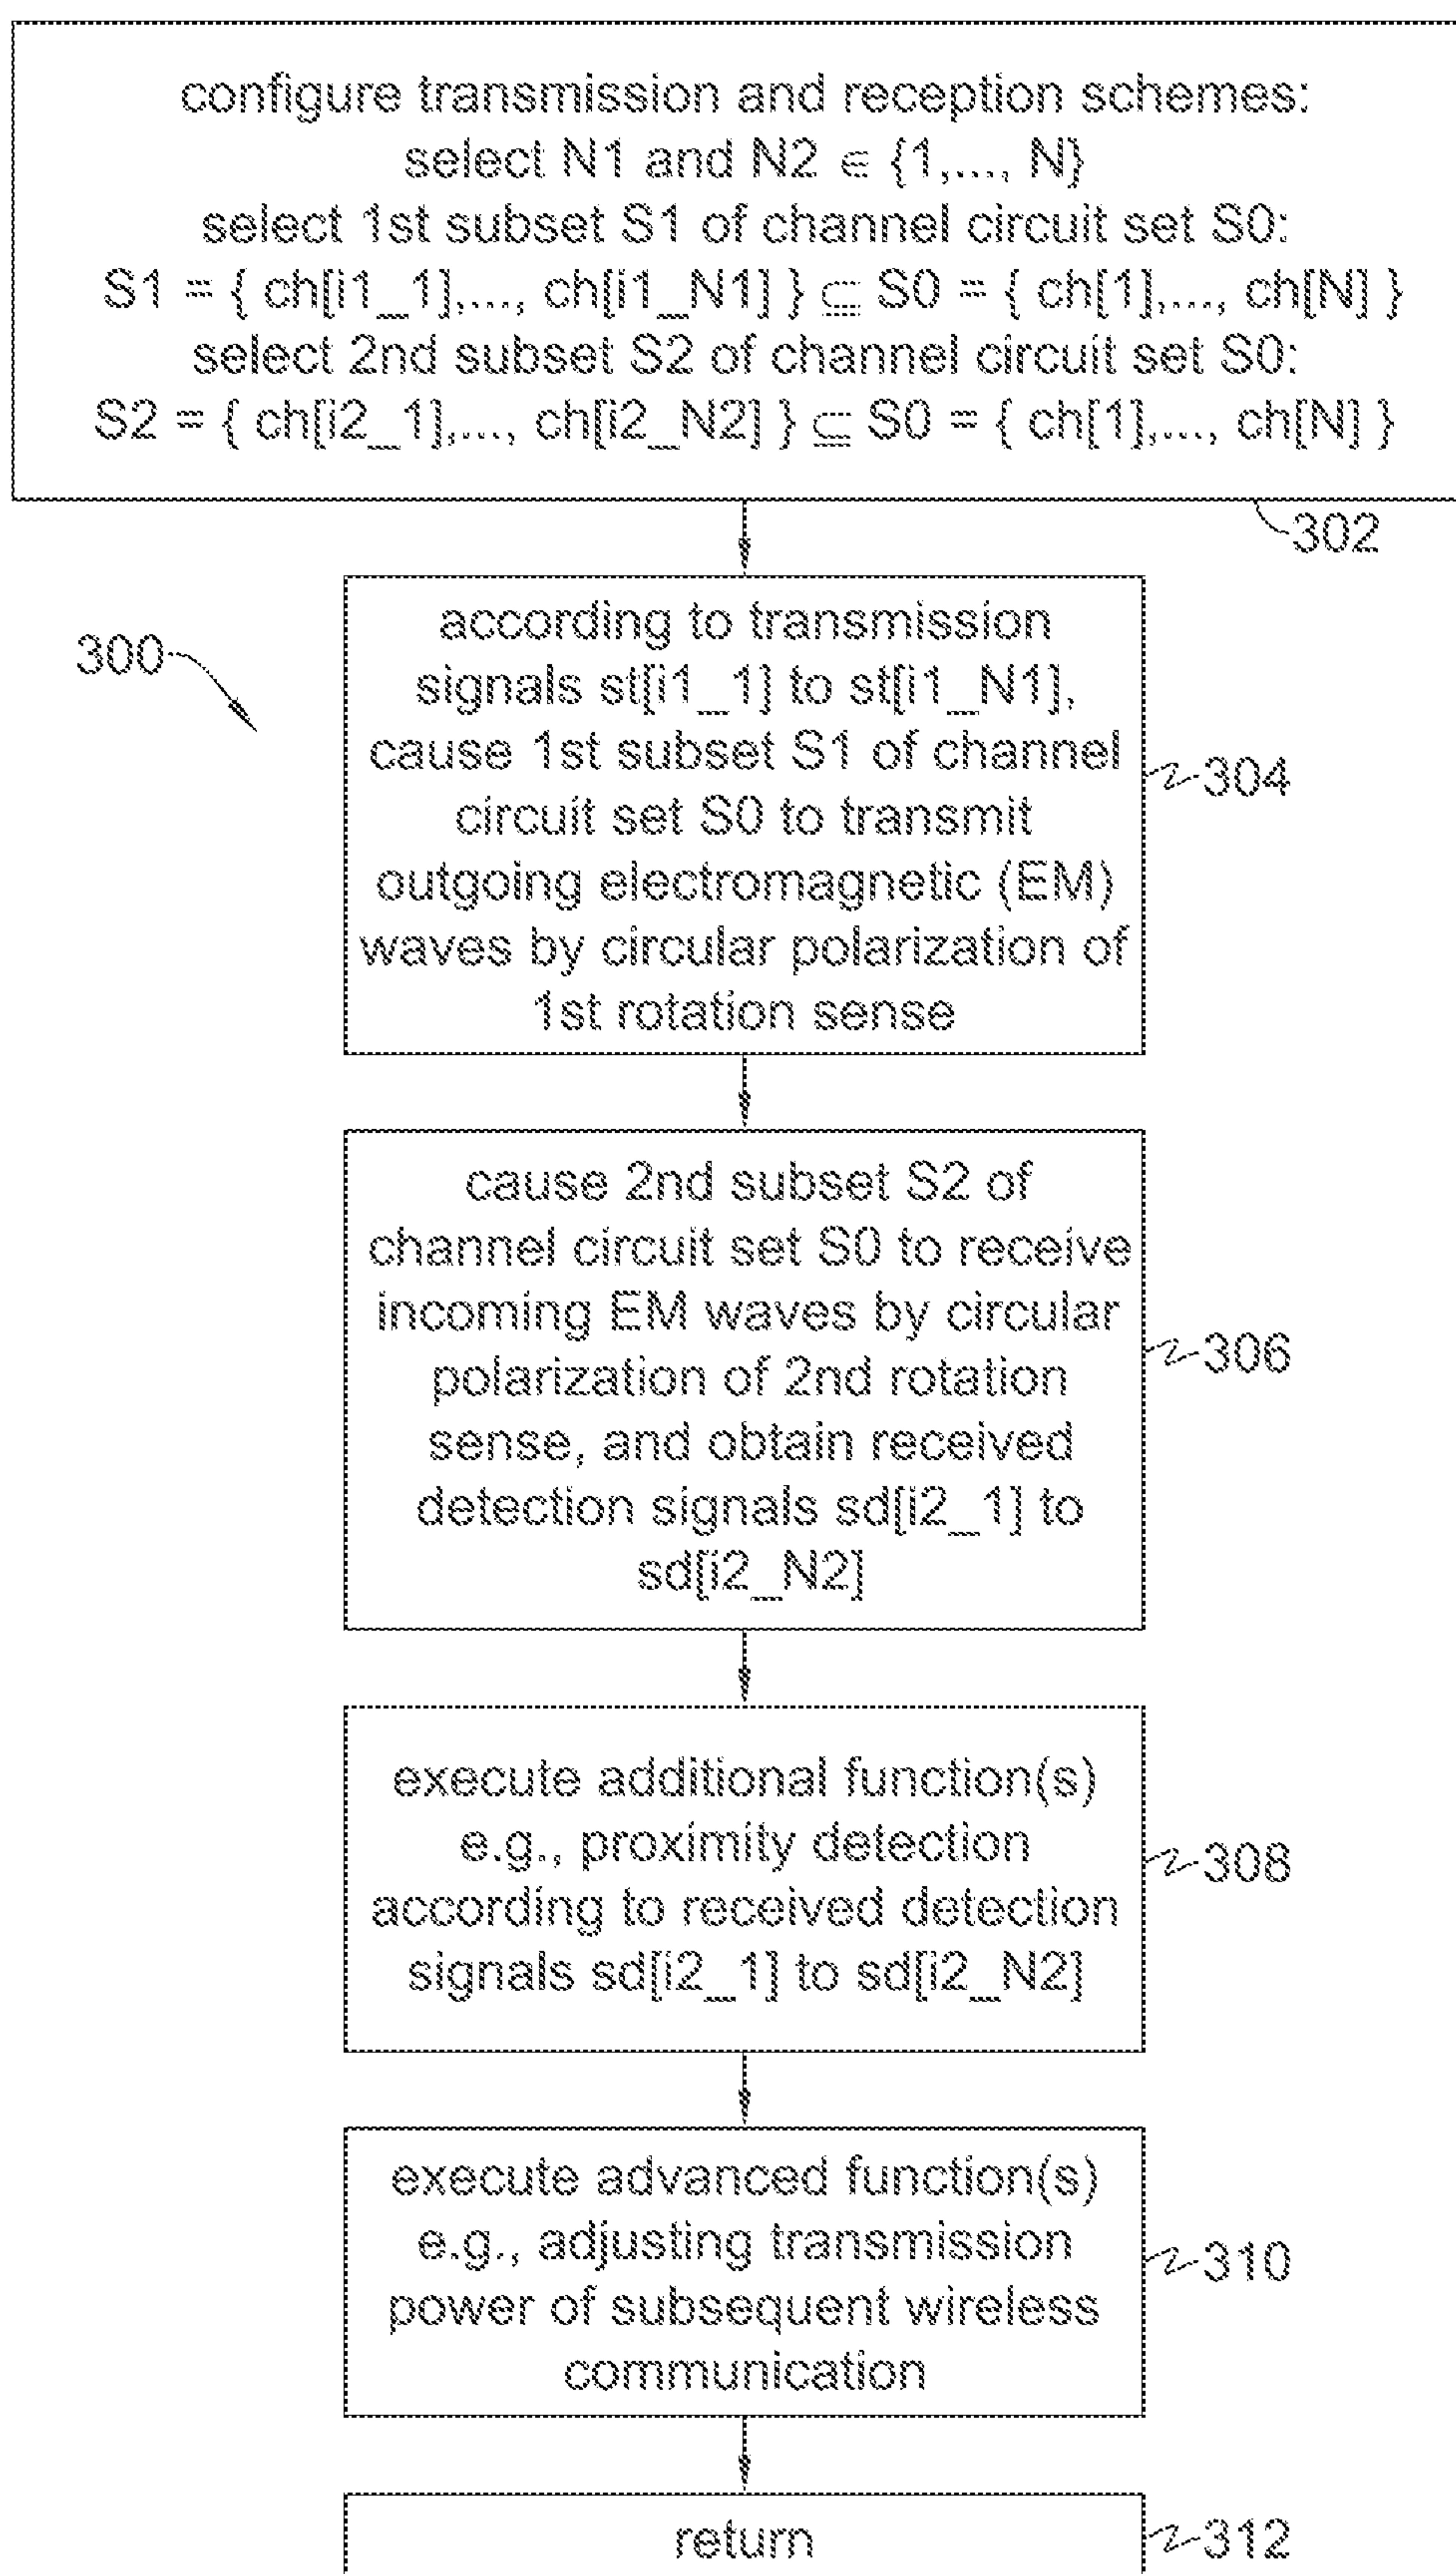 configure transmission and reception schemes:
select N1 and N2 ∈ {1,..., N}
select 1st subset S1 of channel circuit set S0:
S1 = { ch[i1_1],..., ch[i1_N1] } ⊆ S0 = { ch[1],..., ch[N] }
select 2nd subset S2 of channel circuit set S0:
S2 = { ch[i2_1],..., ch[i2_N2] } ⊆ S0 = { ch[1],..., ch[N] }
302
300
according to transmission
signals st[i1_1] to st[i1_N1],
cause 1st subset S1 of channel
circuit set S0 to transmit
outgoing electromagnetic (EM)
waves by circular polarization of
1st rotation sense
304
cause 2nd subset S2 of
channel circuit set S0 to receive
incoming EM waves by circular
polarization of 2nd rotation
sense, and obtain received
detection signals sd[i2_1] to
sd[i2_N2]
306
execute additional function(s)
e.g., proximity detection
according to received detection
signals sd[i2_1] to sd[i2_N2]
308
execute advanced function(s)
e.g., adjusting transmission
power of subsequent wireless
communication
310
return
312